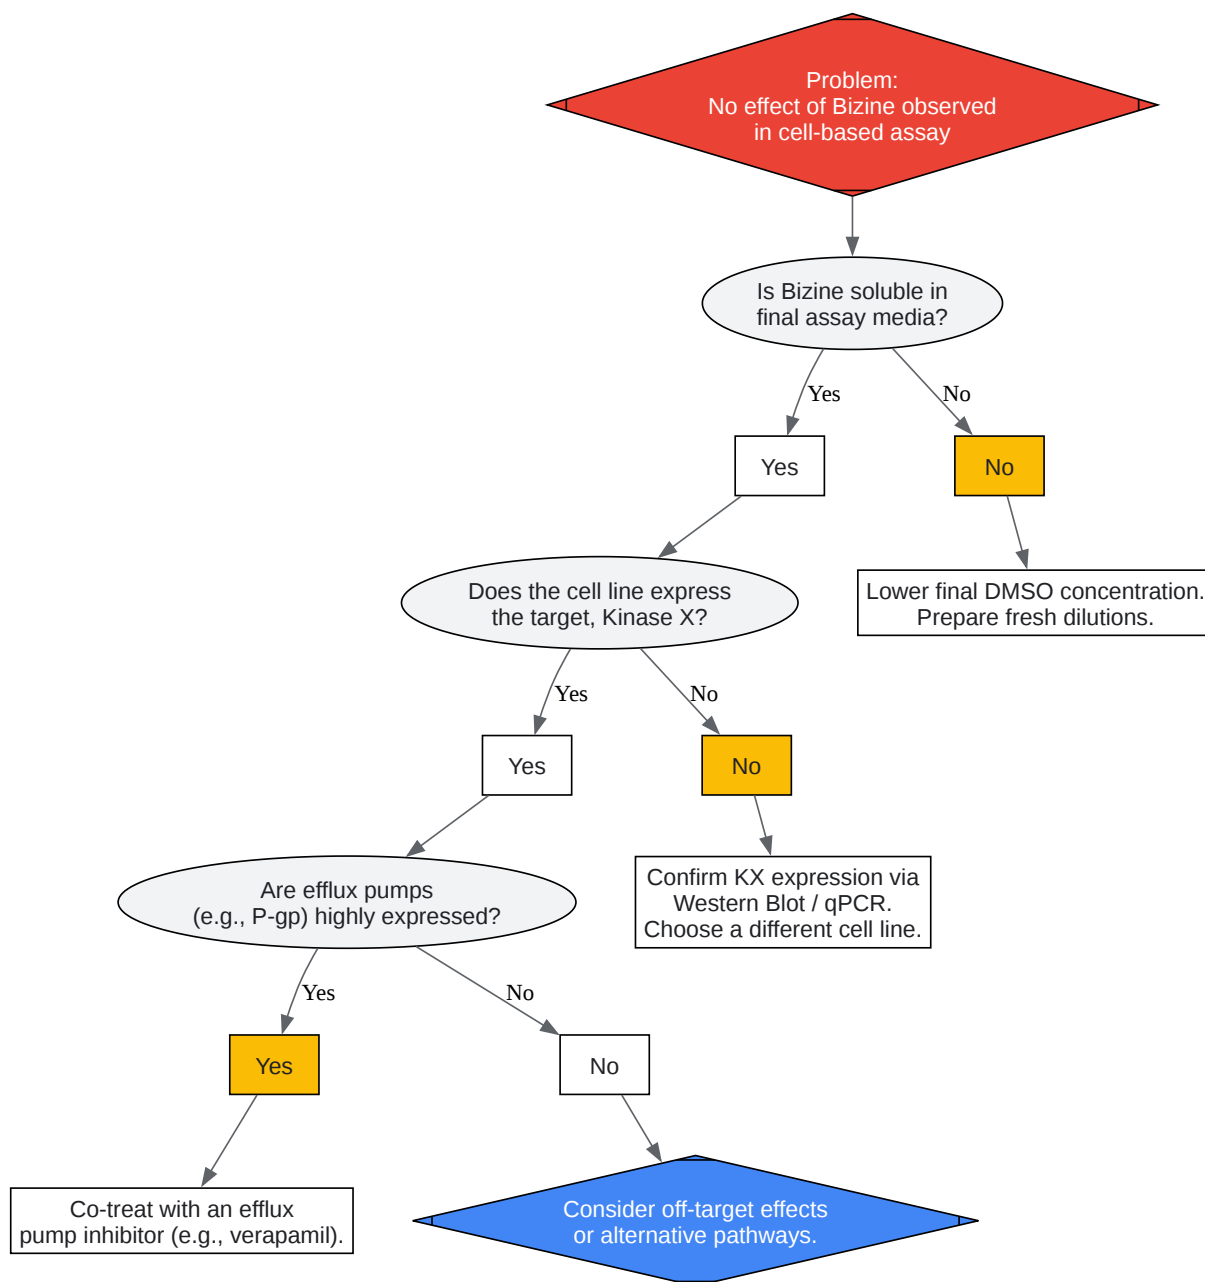 Problem:
No effect of Bizine observed
in cell-based assay
Is Bizine soluble in
final assay media?
Yes
No
Yes
No
Does the cell line express
the target, Kinase X?
Lower final DMSO concentration.
Prepare fresh dilutions.
Yes
No
Yes
No
Are efflux pumps
(e.g., P-gp) highly expressed?
Confirm KX expression via
Western Blot / qPCR.
Choose a different cell line.
Yes
No
Yes
No
Co-treat with an efflux
pump inhibitor (e.g., verapamil).
Consider off-target effects
or alternative pathways.